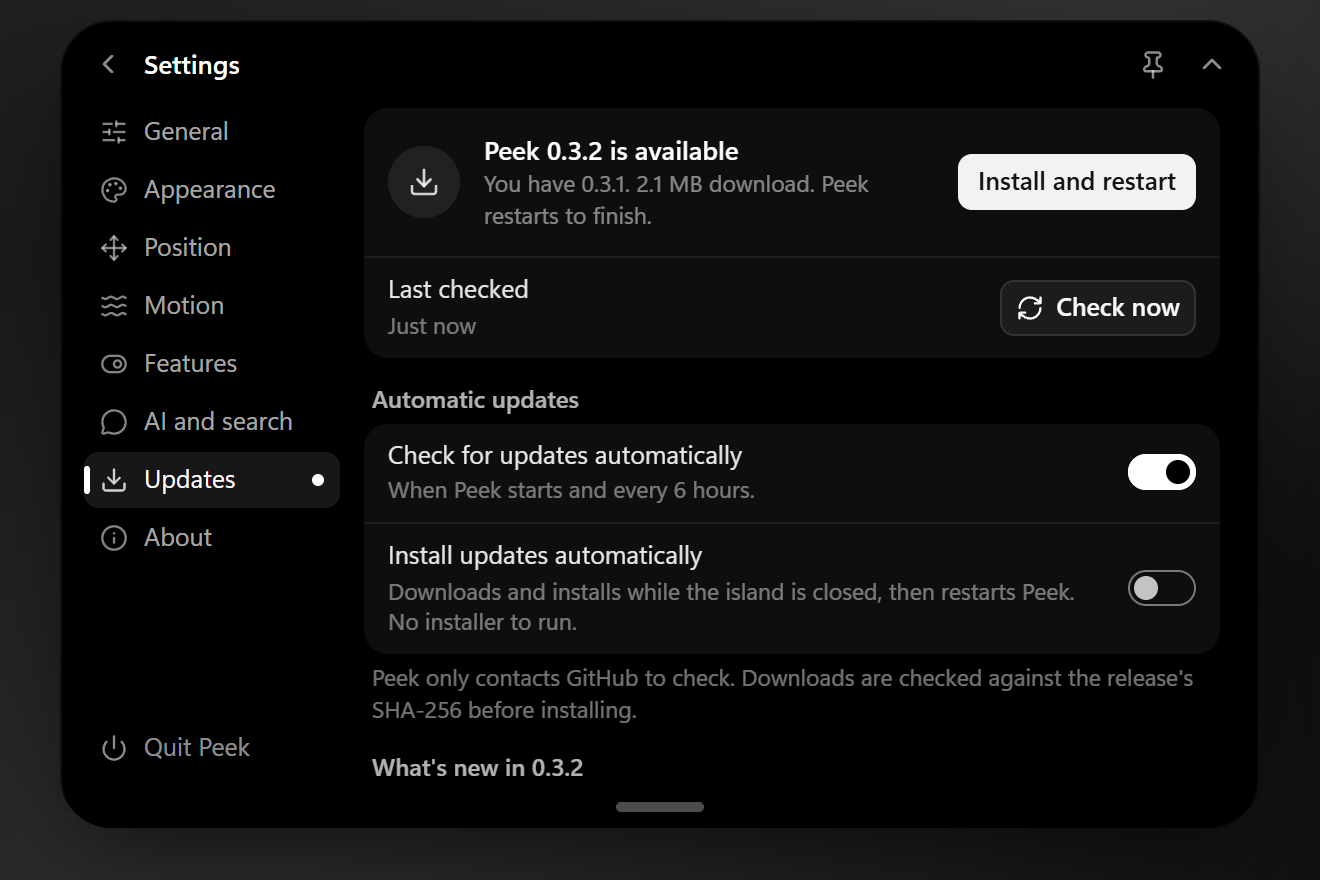 Settings
General
Appearance
Position
Motion
Features
AI and search
Updates
About
Quit Peek
Peek 0.3.2 is available
You have 0.3.1. 2.1 MB download. Peek
restarts to finish.
Install and restart
Last checked
Just now
Check now
Automatic updates
Check for updates automatically
When Peek starts and every 6 hours.
Install updates automatically
Downloads and installs while the island is closed, then restarts Peek.
No installer to run.
Peek only contacts GitHub to check. Downloads are checked against the release's
SHA-256 before installing.
What's new in 0.3.2